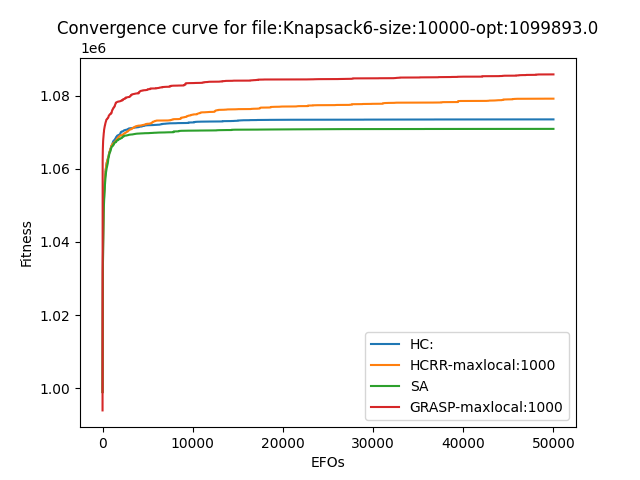 Convergence curve for file:Knapsack6-size:10000-opt:1099893.0
1e6
1.08
1.06
1.04
1.02
1.00
Fitness
0
10000
20000
30000
40000
50000
EFOs
HC:
HCRR-maxlocal:1000
SA
GRASP-maxlocal:1000